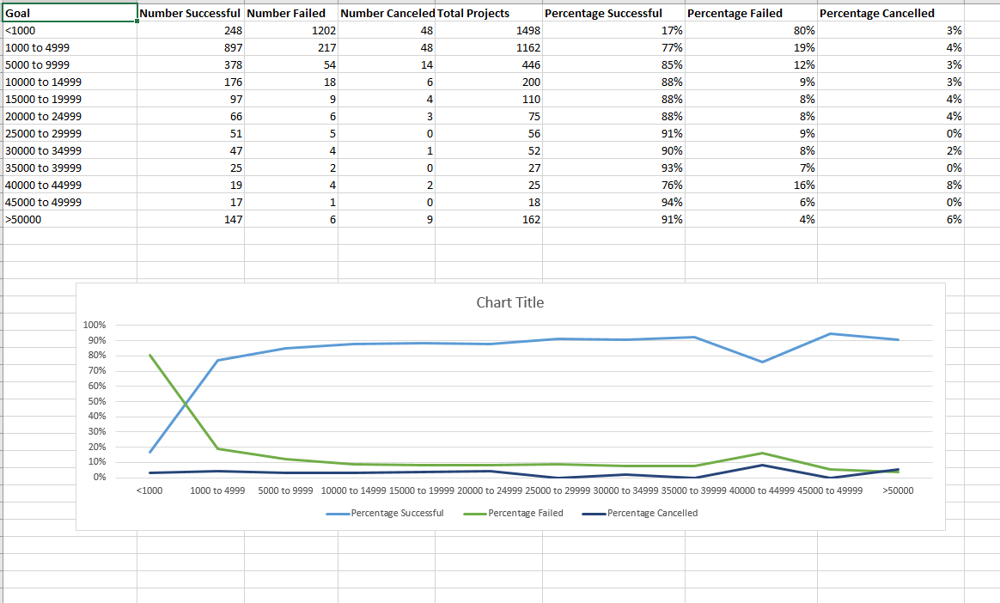 Goal Number Successful Number Failed Number Canceled Total Projects Percentage Successful Percentage Failed Percentage Cancelled
<1000 248 1202 48 1498 17% 80% 3%
1000 to 4999 897 217 48 1162 77% 19% 4%
5000 to 9999 378 54 14 446 85% 12% 3%
10000 to 14999 176 18 6 200 88% 9% 3%
15000 to 19999 97 9 4 110 88% 8% 4%
20000 to 24999 66 6 3 75 88% 8% 4%
25000 to 29999 51 5 0 56 91% 9% 0%
30000 to 34999 47 4 1 52 90% 8% 2%
35000 to 39999 25 2 0 27 93% 7% 0%
40000 to 44999 19 4 2 25 76% 16% 8%
45000 to 49999 17 1 0 18 94% 6% 0%
>50000 147 6 9 162 91% 4% 6%
Chart Title
100%
90%
80%
70%
60%
50%
40%
30%
20%
10%
0%
<1000 1000 to 4999 5000 to 9999 10000 to 14999 15000 to 19999 20000 to 24999 25000 to 29999 30000 to 34999 35000 to 39999 40000 to 44999 45000 to 49999 >50000
Percentage Successful Percentage Failed Percentage Cancelled